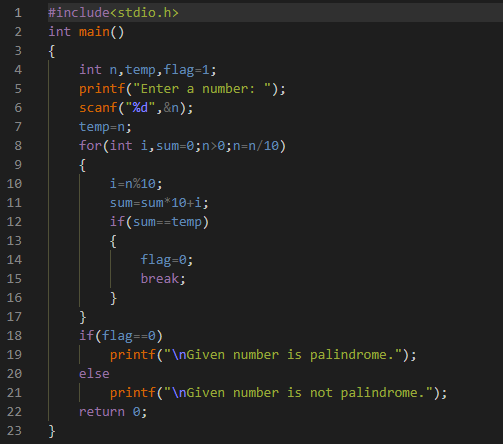 1 #include<stdio.h>
2 int main()
3 {
4     int n,temp,flag=1;
5     printf("Enter a number: ");
6     scanf("%d",&n);
7     temp=n;
8     for(int i,sum=0;n>0;n=n/10)
9     {
10         i=n%10;
11         sum=sum*10+i;
12         if(sum==temp)
13         {
14             flag=0;
15             break;
16         }
17     }
18     if(flag==0)
19         printf("\nGiven number is palindrome.");
20     else
21         printf("\nGiven number is not palindrome.");
22     return 0;
23 }